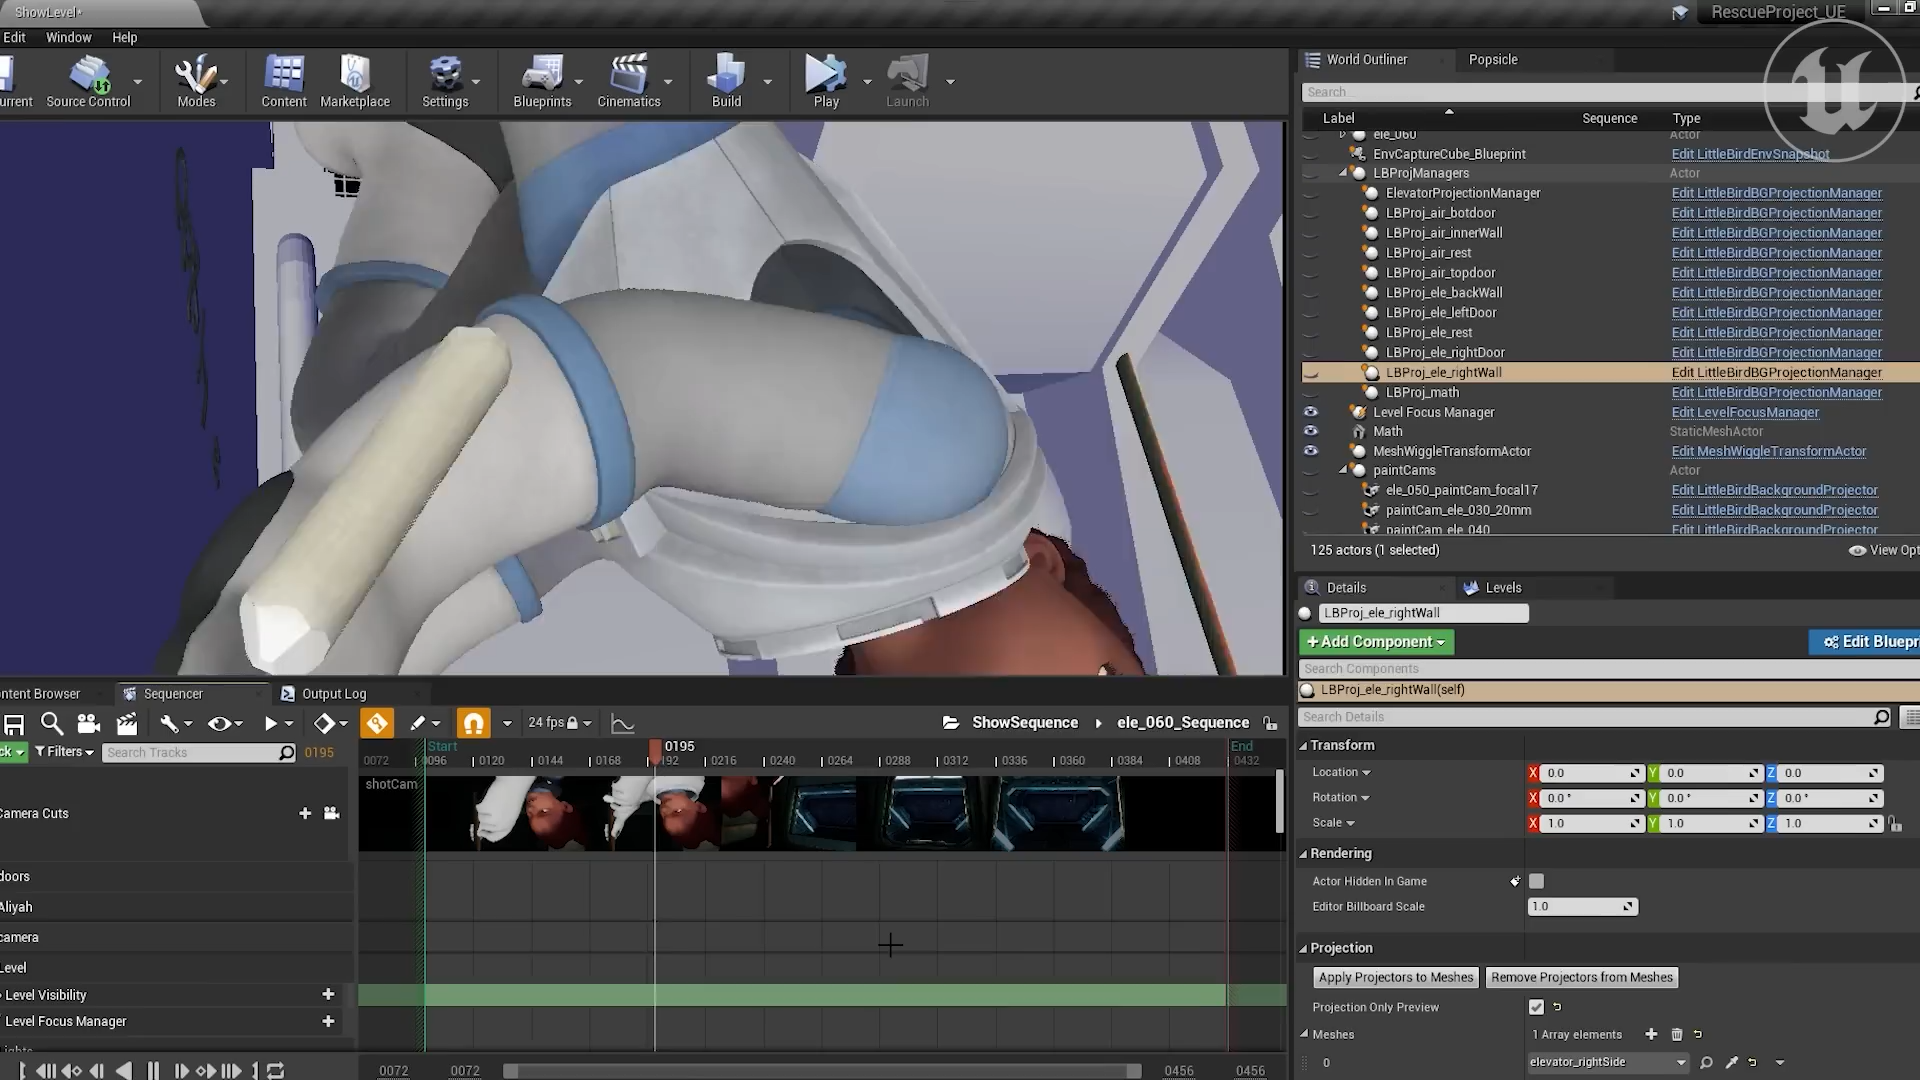 ShowLevel•
RescueProject_UE
Edit Window Help
Source Control
Modes
Content
Marketplace
Settings
Blueprints
Cinematics
Build
Play
Launch
World Outliner
Popsicle
Search...
Label Sequence Type
ele_060 Actor
EnvCaptureCube_Blueprint Edit LittleBirdEnvSnapshot
LBProjManagers Actor
ElevatorProjectionManager Edit LittleBirdBGProjectionManager
LBProj_air_botdoor Edit LittleBirdBGProjectionManager
LBProj_air_innerWall Edit LittleBirdBGProjectionManager
LBProj_air_rest Edit LittleBirdBGProjectionManager
LBProj_air_topdoor Edit LittleBirdBGProjectionManager
LBProj_ele_backWall Edit LittleBirdBGProjectionManager
LBProj_ele_leftDoor Edit LittleBirdBGProjectionManager
LBProj_ele_rest Edit LittleBirdBGProjectionManager
LBProj_ele_rightDoor Edit LittleBirdBGProjectionManager
LBProj_ele_rightWall Edit LittleBirdBGProjectionManager
LBProj_math Edit LittleBirdBGProjectionManager
Level Focus Manager Edit LevelFocusManager
Math StaticMeshActor
MeshWiggleTransformActor Edit MeshWiggleTransformActor
paintCams Actor
ele_050_paintCam_focal17 Edit LittleBirdBackgroundProjector
paintCam_ele_030_20mm Edit LittleBirdBackgroundProjector
paintCam_ele_040 Edit LittleBirdBackgroundProjector
125 actors (1 selected) View Opt
Details Levels
LBProj_ele_rightWall
+Add Component Edit Bluepr
Search Components
LBProj_ele_rightWall(self)
Search Details
Transform
Location X 0.0 Y 0.0 Z 0.0
Rotation X 0.0° Y 0.0° Z 0.0°
Scale X 1.0 Y 1.0 Z 1.0
Rendering
Actor Hidden In Game
Editor Billboard Scale 1.0
Projection
Apply Projectors to Meshes Remove Projectors from Meshes
Projection Only Preview
Meshes 1 Array elements
0 elevator_rightSide
ntent Browser Sequencer Output Log
24 fps ShowSequence ele_060_Sequence
Filters Search Tracks 0195
Start 0195 End
0072 0096 0120 0144 0168 192 0216 0240 0264 0288 0312 0336 0360 0384 0408 0432
shotCam
Camera Cuts
doors
Aliyah
camera
Level
Level Visibility
Level Focus Manager
0072 0072 0456 0456